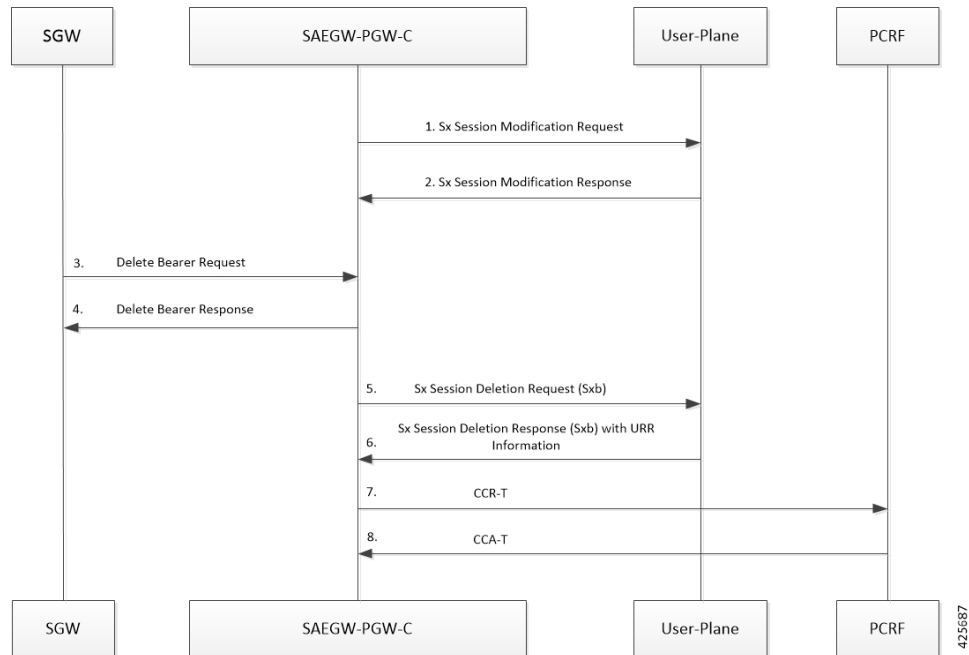 SGW
SAEGW-PGW-C
User-Plane
PCRF
1. Sx Session Modification Request
2. Sx Session Modification Response
3. Delete Bearer Request
4. Delete Bearer Response
5. Sx Session Deletion Request (Sxb)
Sx Session Deletion Response (Sxb) with URR
6. Information
7. CCR-T
8. CCA-T
SGW
SAEGW-PGW-C
User-Plane
PCRF
425687